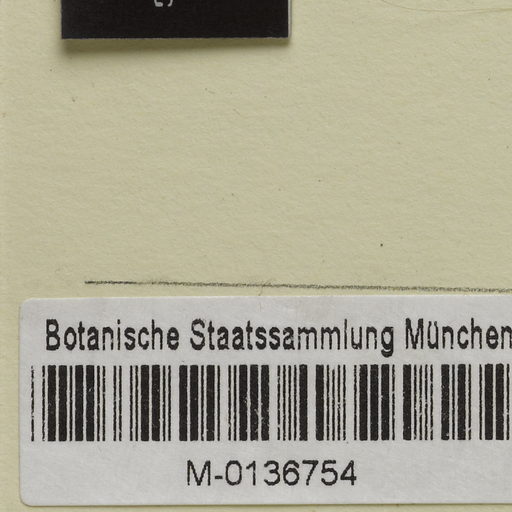 Botanische Staatssammlung München
M-0136754